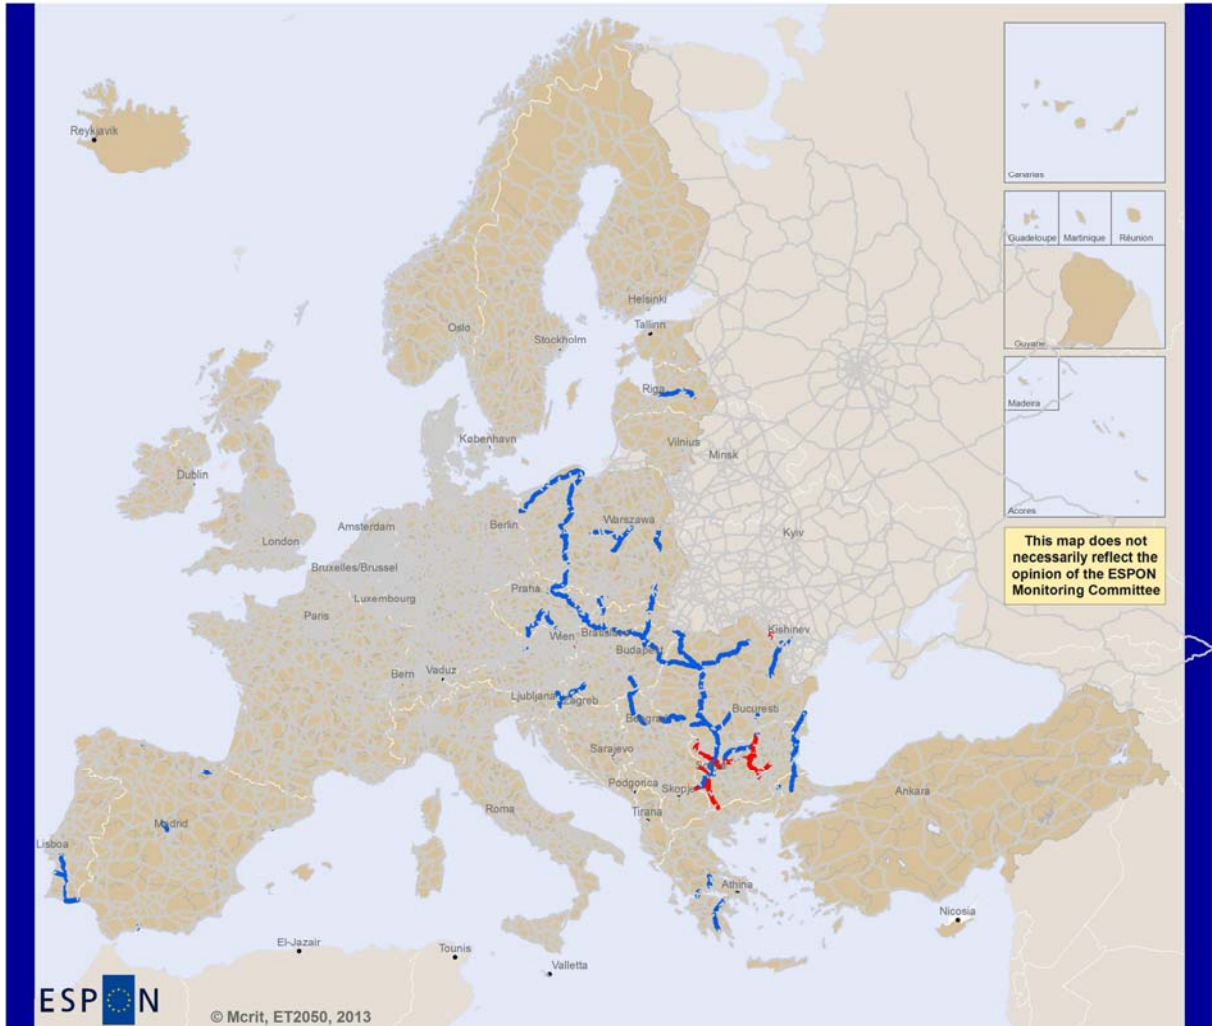 Reykjavik
Canarias
Guadeloupe
Martinique
Réunion
Guyane
Madeira
Acores
This map does not
necessarily reflect the
opinion of the ESPON
Monitoring Committee
Helsinki
Oslo
Tallinn
Stockholm
Riga
København
Vilnius
Minsk
Dublin
Amsterdam
Berlin
Warszawa
Kyiv
London
Bruxelles/Brussel
Praha
Luxembourg
Paris
Wien
Bratislava
Kishinev
Budapest
Bern
Vaduz
Ljubljana
Zagreb
Bucuresti
Beograd
Sarajevo
Podgorica
Skopje
Ankara
Roma
Tirana
Madrid
Lisboa
Athina
Nicosia
El-Jazair
Tounis
Valletta
ESPON
© Mcrit, ET2050, 2013